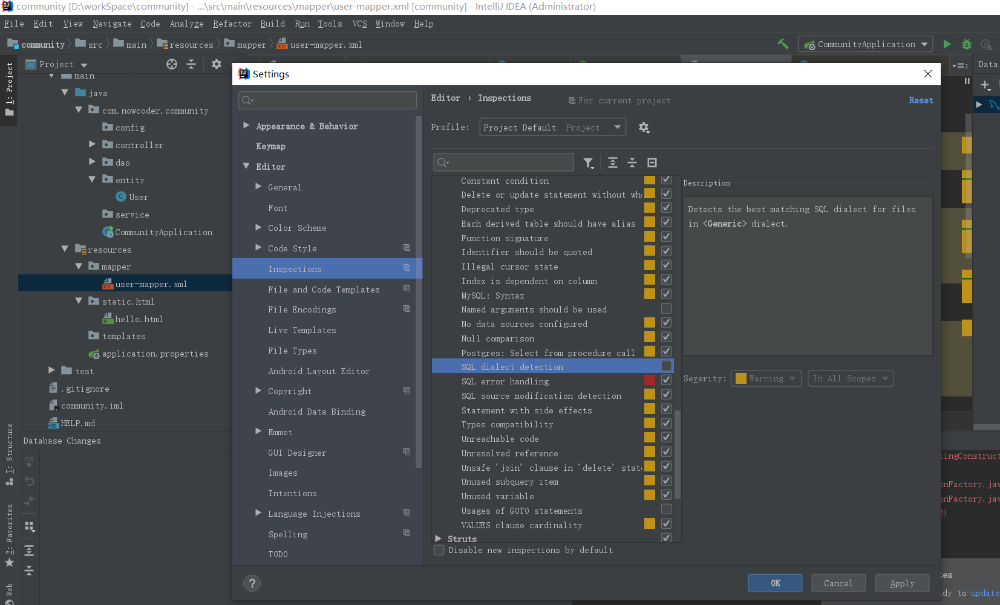 community [D:\workSpace\community] - ...\src\main\resources\mapper\user-mapper.xml [community] - IntelliJ IDEA (Administrator)
File Edit View Navigate Code Analyze Refactor Build Run Tools VCS Window Help
community src main resources mapper user-mapper.xml
CommunityApplication
1: Project
Project
main
java
com.nowcoder.community
config
controller
dao
entity
User
service
CommunityApplication
resources
mapper
user-mapper.xml
static.html
hello.html
templates
application.properties
test
.gitignore
community.iml
HELP.md
Database Changes
DB
7: Structure
2: Favorites
Web
Settings
Appearance & Behavior
Keymap
Editor
General
Font
Color Scheme
Code Style
Inspections
File and Code Templates
File Encodings
Live Templates
File Types
Android Layout Editor
Copyright
Android Data Binding
Emmet
GUI Designer
Images
Intentions
Language Injections
Spelling
TODO
Editor › Inspections
For current project
Reset
Profile: Project Default Project
Constant condition
Delete or update statement without whe
Deprecated type
Each derived table should have alias
Function signature
Identifier should be quoted
Illegal cursor state
Index is dependent on column
MySQL: Syntax
Named arguments should be used
No data sources configured
Null comparison
Postgres: Select from procedure call
SQL dialect detection
SQL error handling
SQL source modification detection
Statement with side effects
Types compatibility
Unreachable code
Unresolved reference
Unsafe 'join' clause in 'delete' state
Unused subquery item
Unused variable
Usages of GOTO statements
VALUES clause cardinality
Struts
Disable new inspections by default
Description
Detects the best matching SQL dialect for files
in <Generic> dialect.
Severity: Warning In All Scopes
? OK Cancel Apply
3
Data
tingConstruct
onFactory.jav
onFactory.jav
2)
tes
dy to update